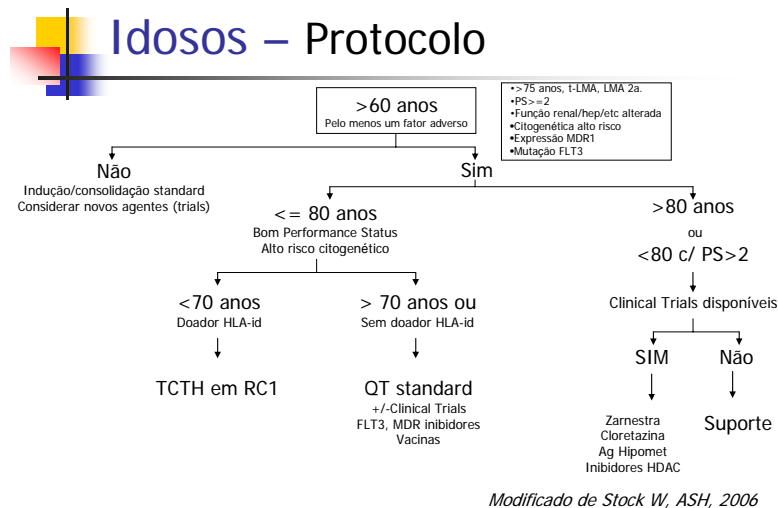 Idosos – Protocolo
>60 anos
Pelo menos um fator adverso
•>75 anos, t-LMA, LMA 2a.
•PS>=2
•Função renal/hep/etc alterada
•Citogenética alto risco
•Expressão MDR1
•Mutação FLT3
Não
Indução/consolidação standard
Considerar novos agentes (trials)
Sim
<= 80 anos
Bom Performance Status
Alto risco citogenético
>80 anos
ou
<80 c/ PS>2
<70 anos
Doador HLA-id
> 70 anos ou
Sem doador HLA-id
Clinical Trials disponíveis
TCTH em RC1
QT standard
+/-Clinical Trials
FLT3, MDR inibidores
Vacinas
SIM
Não
Zarnestra
Cloretazina
Ag Hipomet
Inibidores HDAC
Suporte
Modificado de Stock W, ASH, 2006